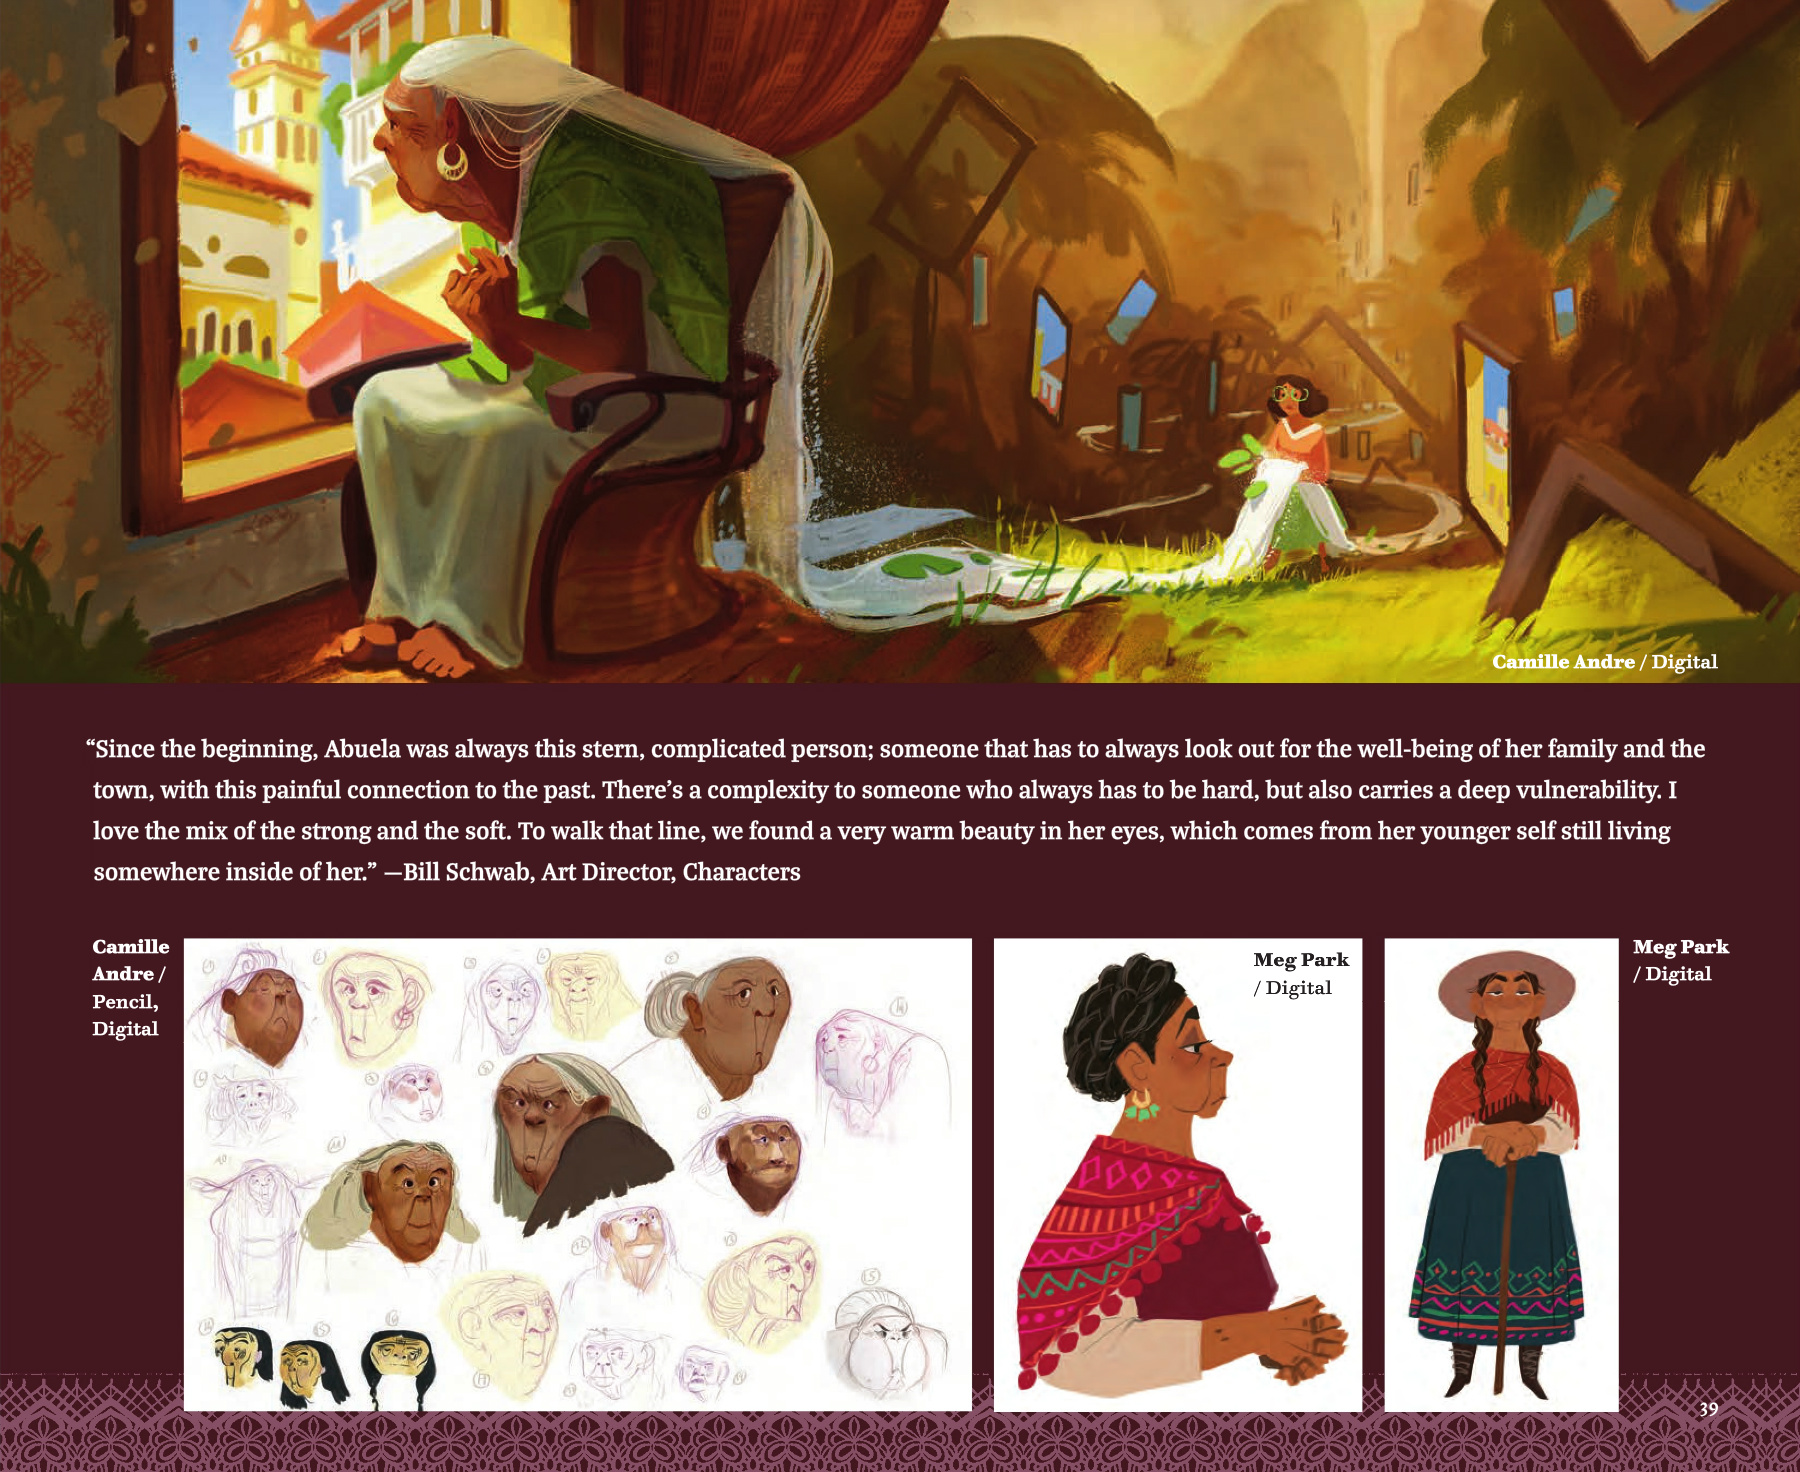 Camille Andre / Digital
“Since the beginning, Abuela was always this stern, complicated person; someone that has to always look out for the well-being of her family and the
town, with this painful connection to the past. There’s a complexity to someone who always has to be hard, but also carries a deep vulnerability. I
love the mix of the strong and the soft. To walk that line, we found a very warm beauty in her eyes, which comes from her younger self still living
somewhere inside of her.” —Bill Schwab, Art Director, Characters
Camille
Andre /
Pencil,
Digital
Meg Park
/ Digital
Meg Park
/ Digital
39